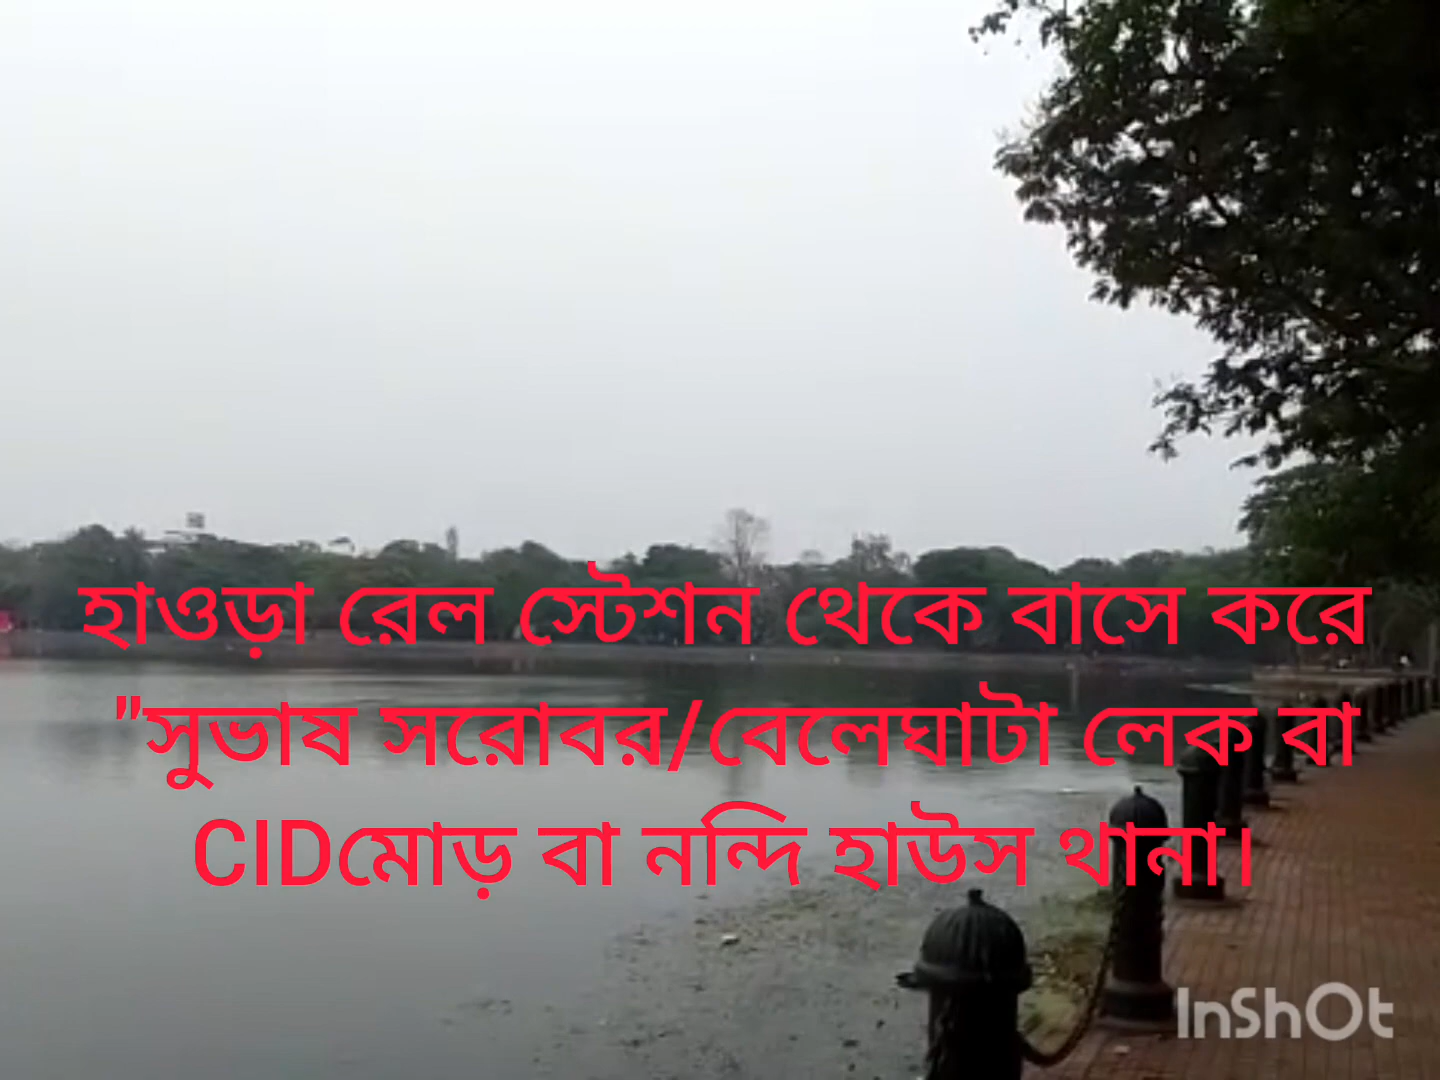 হাওড়া রেল স্টেশন থেকে বাসে করে
"সুভাষ সরোবর/বেলেঘাটা লেক বা
CIDমোড় বা নন্দি হাউস থানা।
InShOt